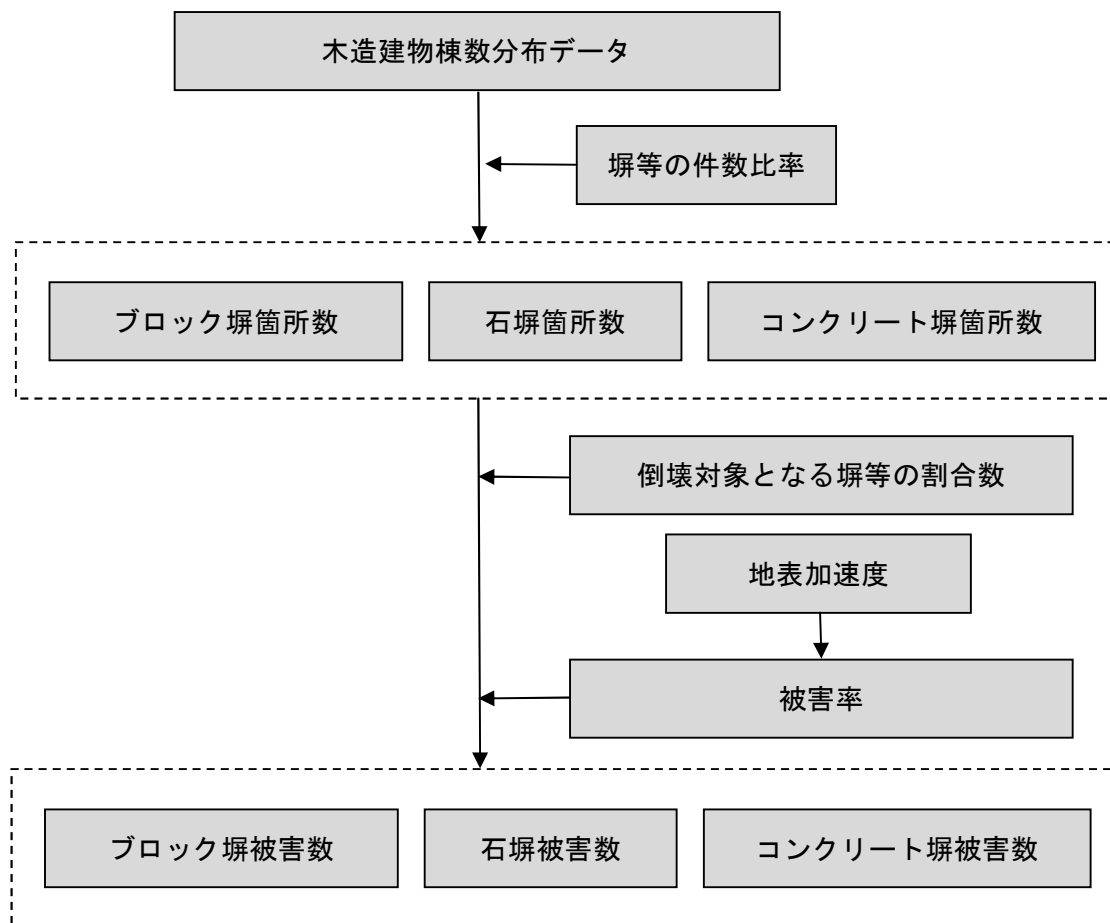 木造建物棟数分布データ
塀等の件数比率
ブロック塀箇所数
石塀箇所数
コンクリート塀箇所数
倒壊対象となる塀等の割合数
地表加速度
被害率
ブロック塀被害数
石塀被害数
コンクリート塀被害数